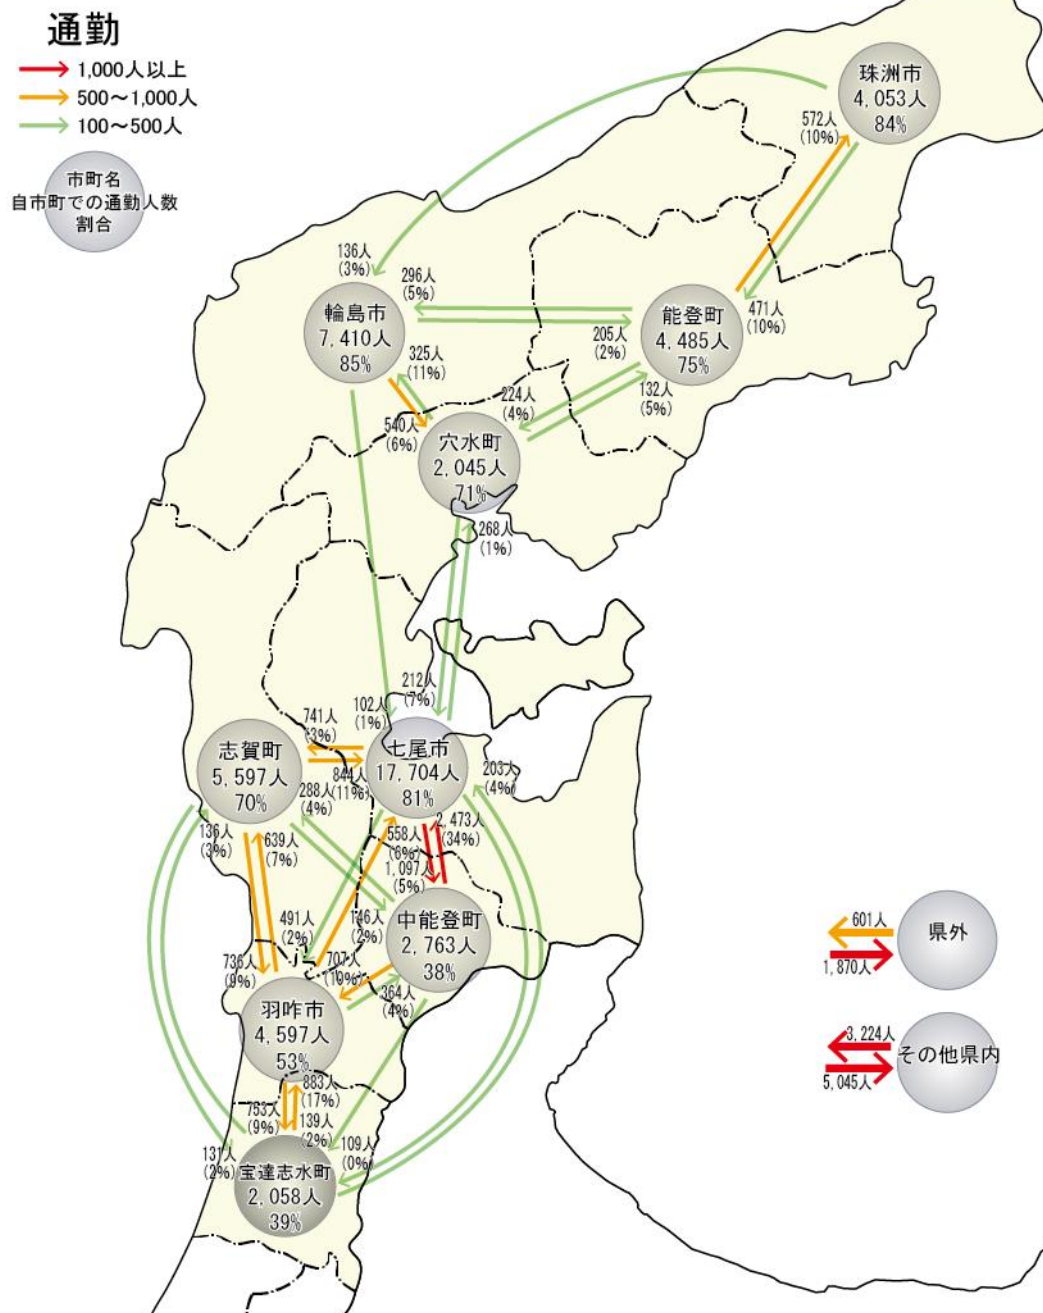 通勤
1,000人以上
500～1,000人
100～500人
市町名
自市町での通勤人数
割合
珠洲市
4,053人
84%
572人
(10%)
471人
(10%)
136人
(3%)
296人
(5%)
輪島市
7,410人
85%
能登町
4,485人
75%
205人
(2%)
325人
(11%)
224人
(4%)
132人
(5%)
540人
(6%)
穴水町
2,045人
71%
268人
(1%)
212人
(7%)
102人
(1%)
741人
(3%)
志賀町
5,597人
70%
七尾市
17,704人
81%
844人
(11%)
288人
(4%)
203人
(4%)
136人
(3%)
639人
(7%)
558人
(6%)
2,473人
(34%)
1,097人
(5%)
491人
(2%)
146人
(2%)
中能登町
2,763人
38%
736人
(9%)
707人
(10%)
364人
(4%)
羽咋市
4,597人
53%
883人
(17%)
753人
(9%)
139人
(2%)
109人
(0%)
131人
(2%)
宝達志水町
2,058人
39%
601人
県外
1,870人
3,224人
その他県内
5,045人